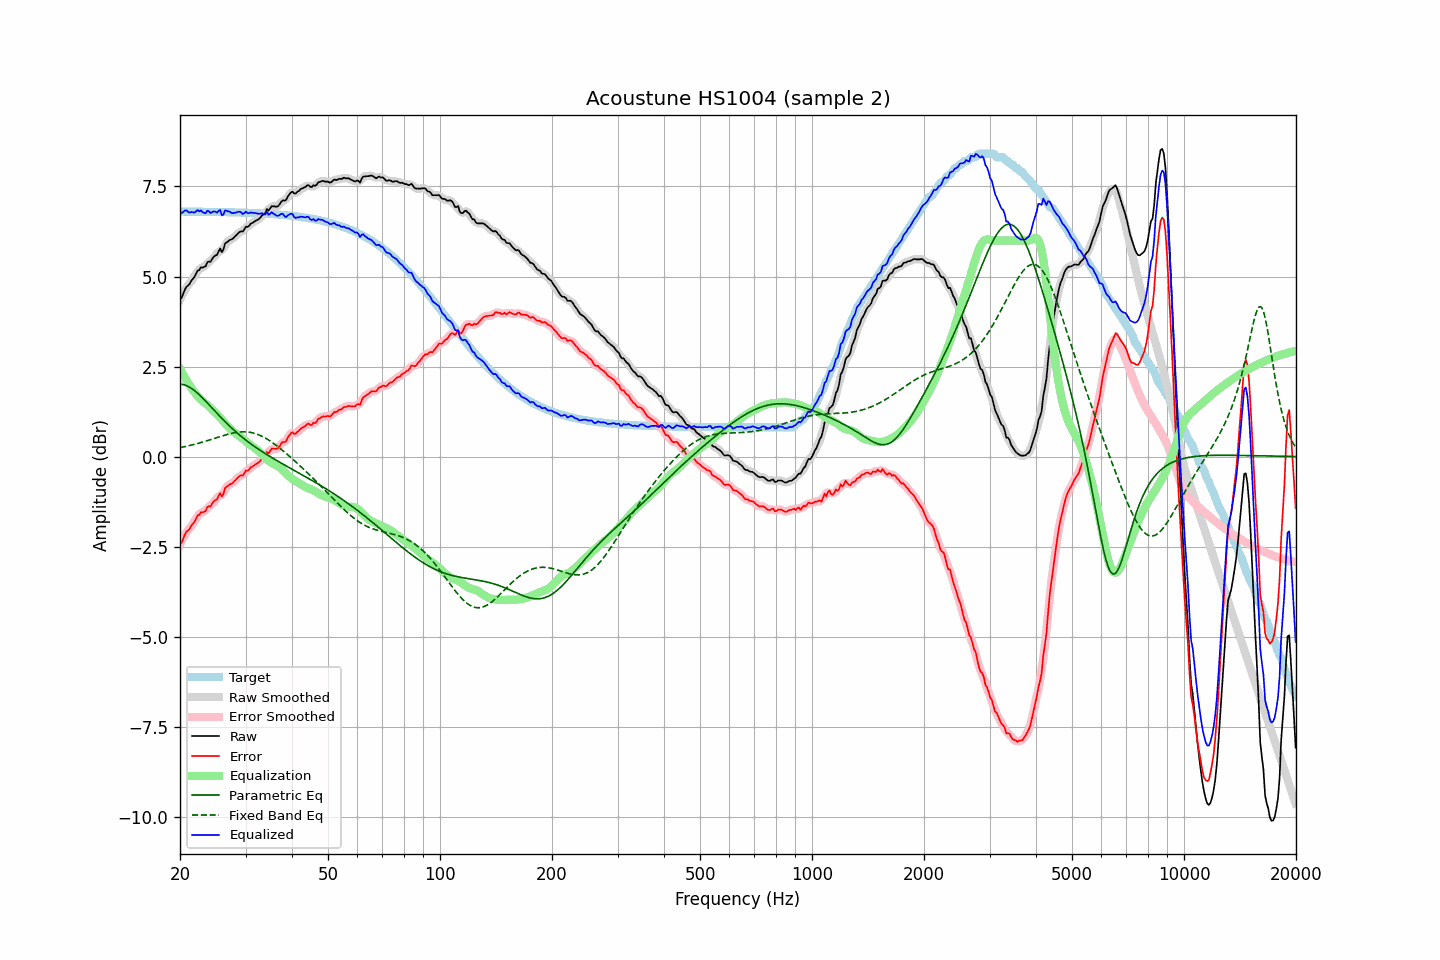 Acoustune HS1004 (sample 2)
Amplitude (dBr)
7.5
5.0
2.5
0.0
−2.5
−5.0
−7.5
−10.0
Target
Raw Smoothed
Error Smoothed
Raw
Error
Equalization
Parametric Eq
Fixed Band Eq
Equalized
20 50 100 200 500 1000 2000 5000 10000 20000
Frequency (Hz)